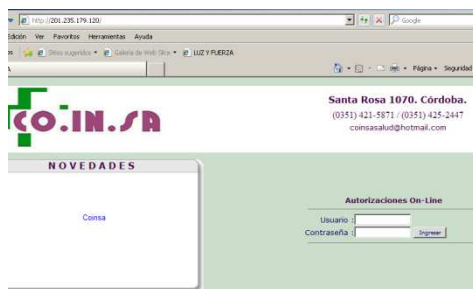 http://201.235.179.120/
Google
Edición Ver Favoritos Herramientas Ayuda
Sitios sugeridos Galería de Web Slice LUZ Y FUERZA
Página Seguridad
CO.IN.SA
Santa Rosa 1070. Córdoba.
(0351) 421-5871 / (0351) 425-2447
coinsasalud@hotmail.com
NOVEDADES
Coinsa
Autorizaciones On-Line
Usuario :
Contraseña :
Ingresar